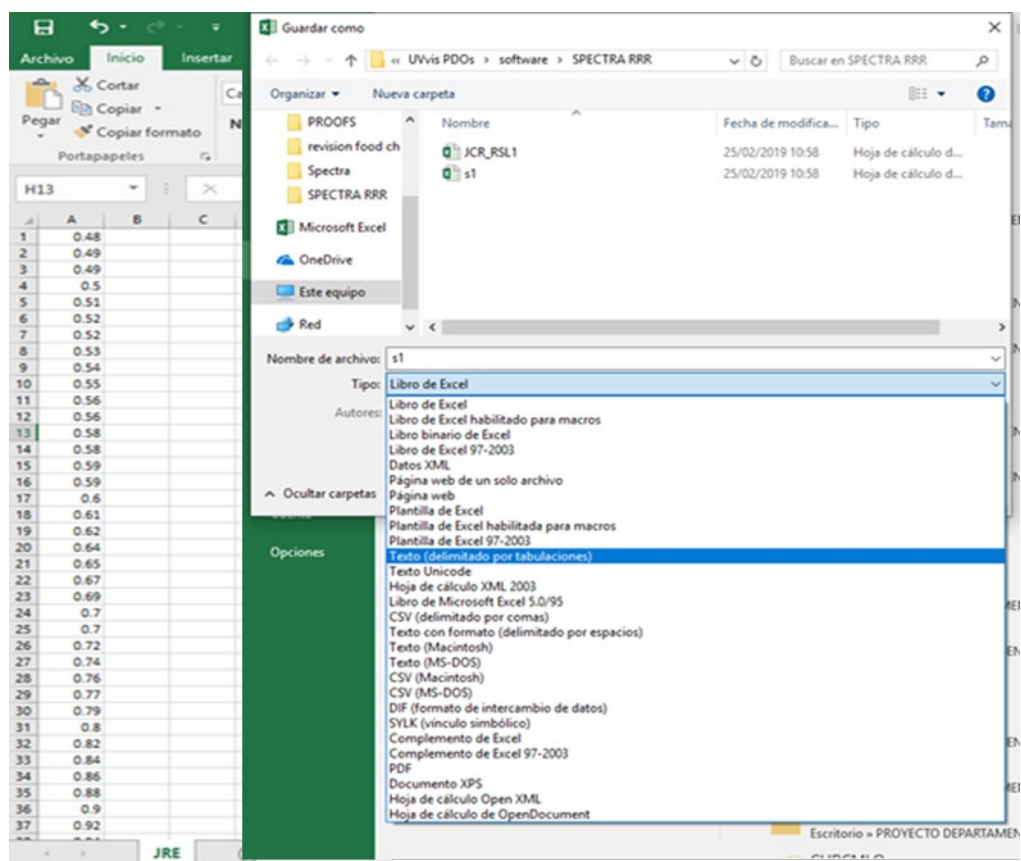 Archivo Inicio Insertar
Cortar
Copiar
Copiar formato
Pegar
Portapapeles
H13
A B C
1 0.48
2 0.49
3 0.49
4 0.5
5 0.51
6 0.52
7 0.52
8 0.53
9 0.54
10 0.55
11 0.56
12 0.56
13 0.58
14 0.58
15 0.59
16 0.59
17 0.6
18 0.61
19 0.62
20 0.64
21 0.65
22 0.67
23 0.69
24 0.7
25 0.7
26 0.72
27 0.74
28 0.76
29 0.77
30 0.79
31 0.8
32 0.82
33 0.84
34 0.86
35 0.88
36 0.9
37 0.92
JRE
Guardar como
« UVvis PDOs > software > SPECTRA RRR
Buscar en SPECTRA RRR
Organizar Nueva carpeta
PROOFS
revision food ch
Spectra
SPECTRA RRR
Microsoft Excel
OneDrive
Este equipo
Red
Nombre Fecha de modifica... Tipo Tama
JCR_RSL1 25/02/2019 10:58 Hoja de cálculo d...
s1 25/02/2019 10:58 Hoja de cálculo d...
Nombre de archivo: s1
Tipo: Libro de Excel
Autores:
Ocultar carpetas
Libro de Excel
Libro de Excel habilitado para macros
Libro binario de Excel
Libro de Excel 97-2003
Datos XML
Página web de un solo archivo
Página web
Plantilla de Excel
Plantilla de Excel habilitada para macros
Plantilla de Excel 97-2003
Texto (delimitado por tabulaciones)
Texto Unicode
Hoja de cálculo XML 2003
Libro de Microsoft Excel 5.0/95
CSV (delimitado por comas)
Texto con formato (delimitado por espacios)
Texto (Macintosh)
Texto (MS-DOS)
CSV (Macintosh)
CSV (MS-DOS)
DIF (formato de intercambio de datos)
SYLK (vínculo simbólico)
Complemento de Excel
Complemento de Excel 97-2003
PDF
Documento XPS
Hoja de cálculo Open XML
Hoja de cálculo de OpenDocument
Opciones
Escritorio » PROYECTO DEPARTAMEN